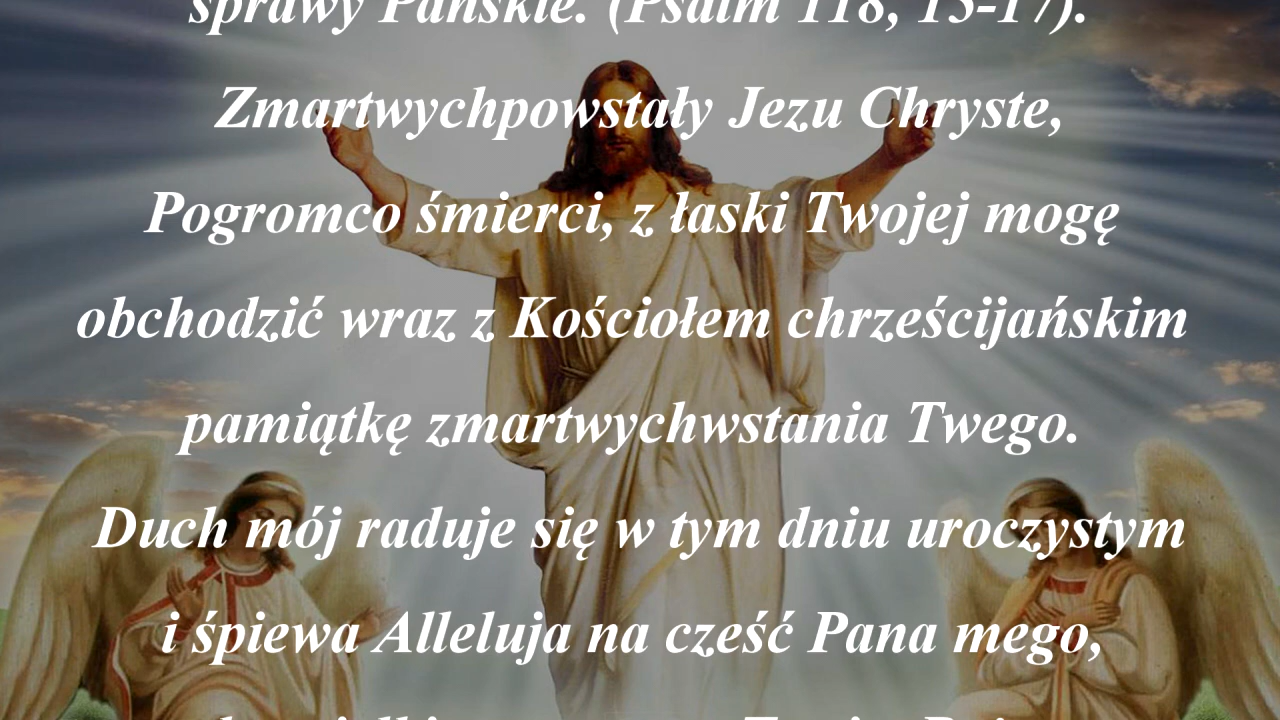 sprawy Pańskie. (Psalm 118, 15-17).
Zmartwychpowstały Jezu Chryste,
Pogromco śmierci, z łaski Twojej mogę
obchodzić wraz z Kościołem chrześcijańskim
pamiątkę zmartwychwstania Twego.
Duch mój raduje się w tym dniu uroczystym
i śpiewa Alleluja na cześć Pana mego,